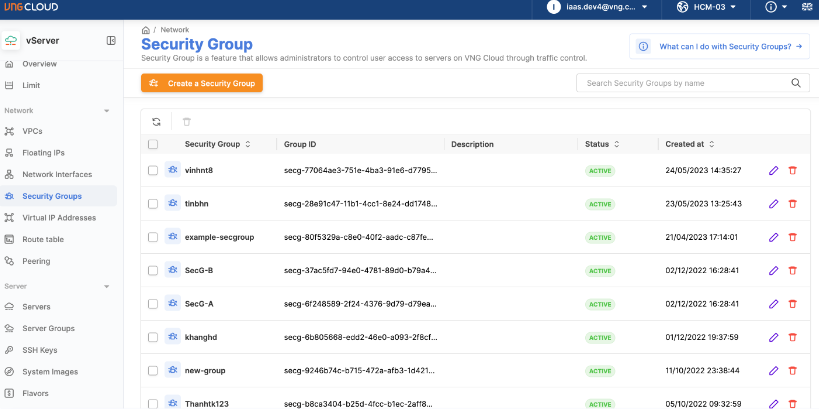 VNG CLOUD
iaas.dev4@vng.c...
HCM-03
vServer
Overview
Limit
Network
VPCs
Floating IPs
Network Interfaces
Security Groups
Virtual IP Addresses
Route table
Peering
Server
Servers
Server Groups
SSH Keys
System Images
Flavors
/ Network
Security Group
Security Group is a feature that allows administrators to control user access to servers on VNG Cloud through traffic control.
What can I do with Security Groups?
Create a Security Group
Search Security Groups by name
Security Group Group ID Description Status Created at
vinhnt8 secg-77064ae3-751e-4ba3-91e6-d7795... ACTIVE 24/05/2023 14:35:27
tinbhn secg-28e91c47-11b1-4cc1-8e24-dd1748... ACTIVE 23/05/2023 13:25:43
example-secgroup secg-80f5329a-c8e0-40f2-aadc-c87fe... ACTIVE 21/04/2023 17:14:01
SecG-B secg-37ac5fd7-94e0-4781-89d0-b79a4... ACTIVE 02/12/2022 16:28:41
SecG-A secg-6f248589-2f24-4376-9d79-d79ea... ACTIVE 02/12/2022 16:28:41
khanghd secg-6b805668-edd2-46e0-a093-2f8cf... ACTIVE 01/12/2022 19:37:59
new-group secg-9246b74c-b715-472a-afb3-1d421... ACTIVE 11/10/2022 23:38:44
Thanhtk123 secg-b8ca3404-b25d-4fcc-b1ec-2aff8... ACTIVE 05/10/2022 09:32:59